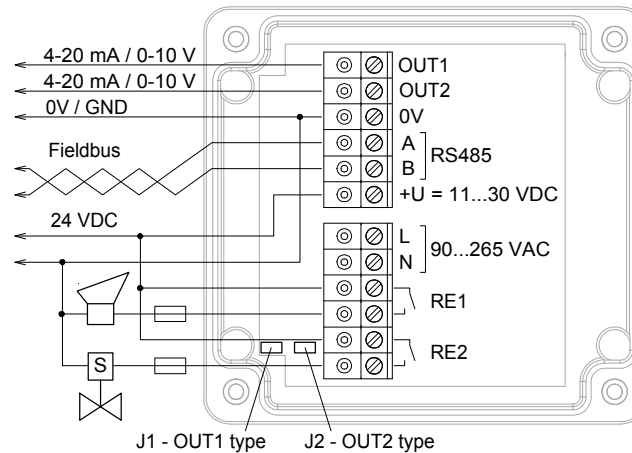 4-20 mA / 0-10 V
OUT1
4-20 mA / 0-10 V
OUT2
0V / GND
0V
Fieldbus
A
B
RS485
+U = 11...30 VDC
24 VDC
L
N
90...265 VAC
RE1
RE2
S
J1 - OUT1 type
J2 - OUT2 type